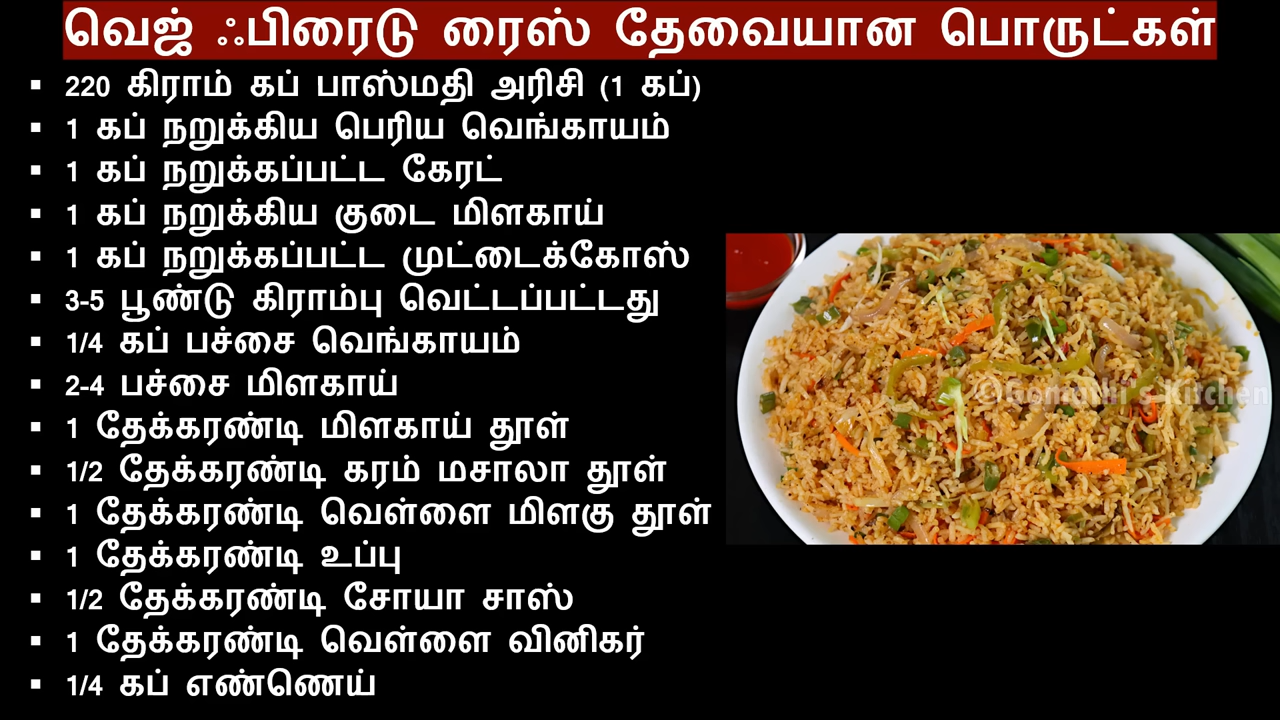 வெஜ் ஃபிரைடு ரைஸ் தேவையான பொருட்கள்
▪ 220 கிராம் கப் பாஸ்மதி அரிசி (1 கப்)
▪ 1 கப் நறுக்கிய பெரிய வெங்காயம்
▪ 1 கப் நறுக்கப்பட்ட கேரட்
▪ 1 கப் நறுக்கிய குடை மிளகாய்
▪ 1 கப் நறுக்கப்பட்ட முட்டைக்கோஸ்
▪ 3-5 பூண்டு கிராம்பு வெட்டப்பட்டது
▪ 1/4 கப் பச்சை வெங்காயம்
▪ 2-4 பச்சை மிளகாய்
▪ 1 தேக்கரண்டி மிளகாய் தூள்
▪ 1/2 தேக்கரண்டி கரம் மசாலா தூள்
▪ 1 தேக்கரண்டி வெள்ளை மிளகு தூள்
▪ 1 தேக்கரண்டி உப்பு
▪ 1/2 தேக்கரண்டி சோயா சாஸ்
▪ 1 தேக்கரண்டி வெள்ளை வினிகர்
▪ 1/4 கப் எண்ணெய்
©Gomathi's Kitchen